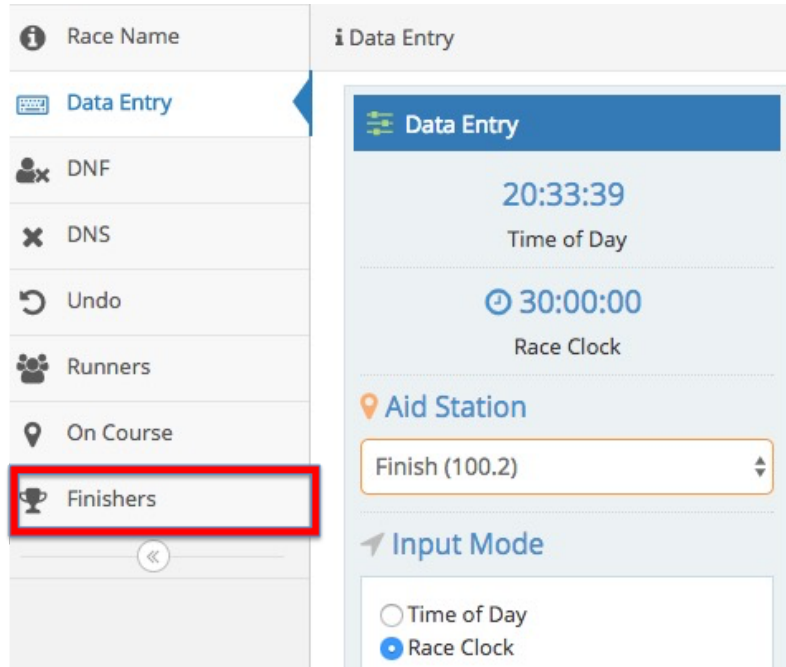 Race Name
Data Entry
DNF
DNS
Undo
Runners
On Course
Finishers
Data Entry
Data Entry
20:33:39
Time of Day
30:00:00
Race Clock
Aid Station
Finish (100.2)
Input Mode
Time of Day
Race Clock